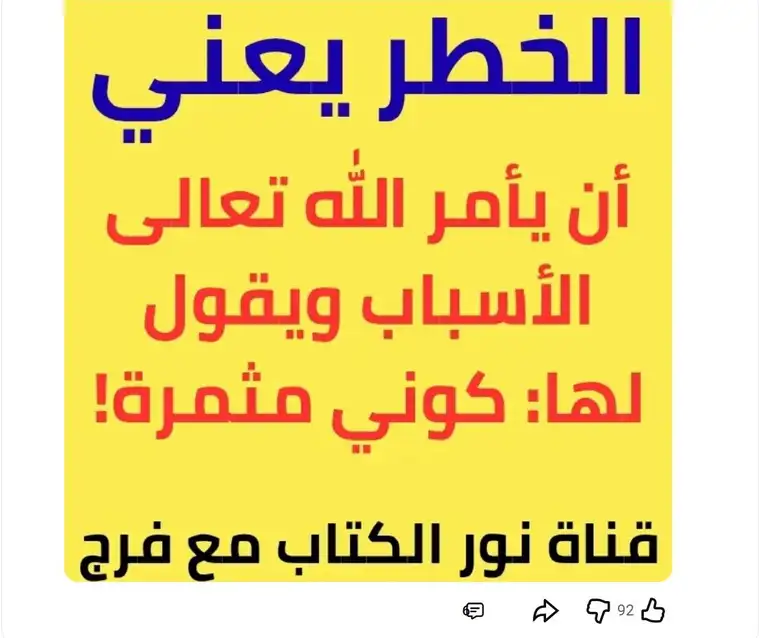 الخطر يعني
أن يأمر الله تعالى
الأسباب ويقول
لها: كوني مثمرة!
قناة نور الكتاب مع فرج
92